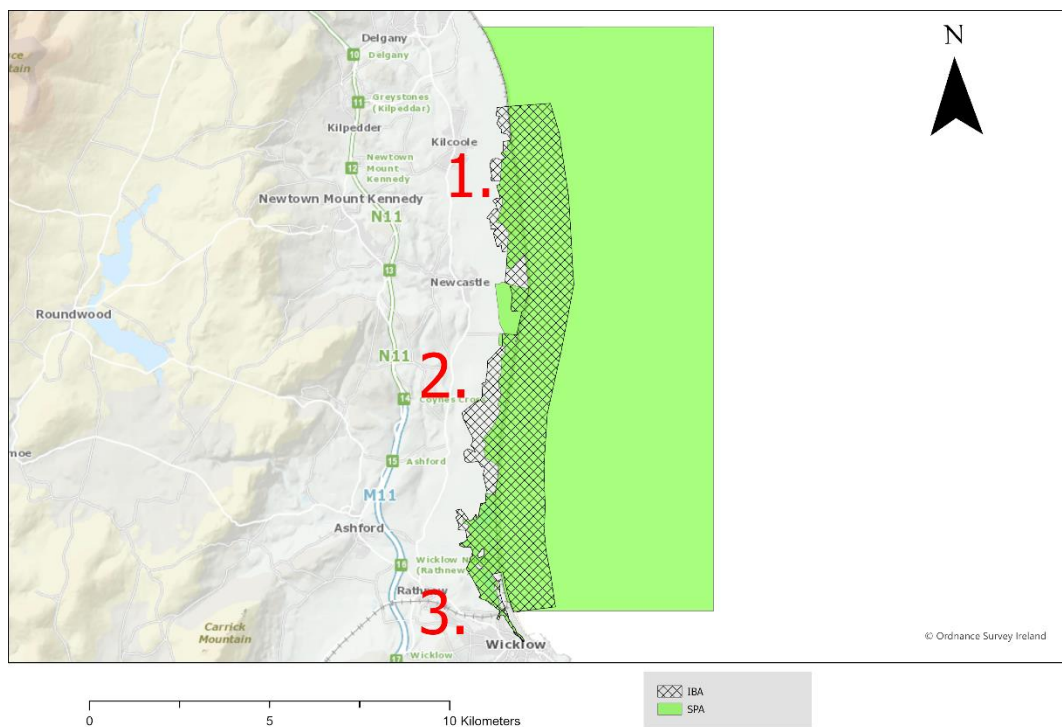 N
Delgany
10
Delgany
11
Greystones
(Kilpeddar)
Kilpedder
Kilcoole
12
Newtown
Mount
Kennedy
1.
Newtown Mount Kennedy
N11
13
Newcastle
Roundwood
N11
2.
14
15
Ashford
M11
Ashford
16
Rathnew
3.
Carrick
Mountain
Wicklow
17
Wicklow
© Ordnance Survey Ireland
0
5
10 Kilometers
IBA
SPA